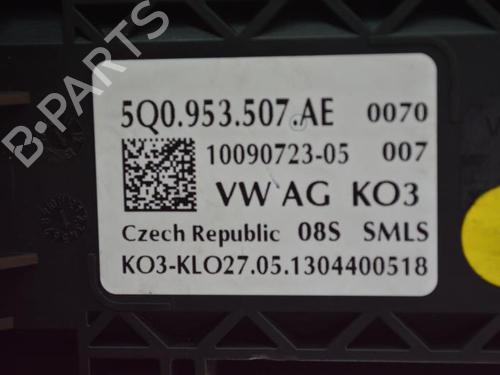 B-PARTS
5Q0.953.507.AE 0070
10090723-05 007
VW AG KO3
Czech Republic 08S SMLS
KO3-KLO27.05.1304400518